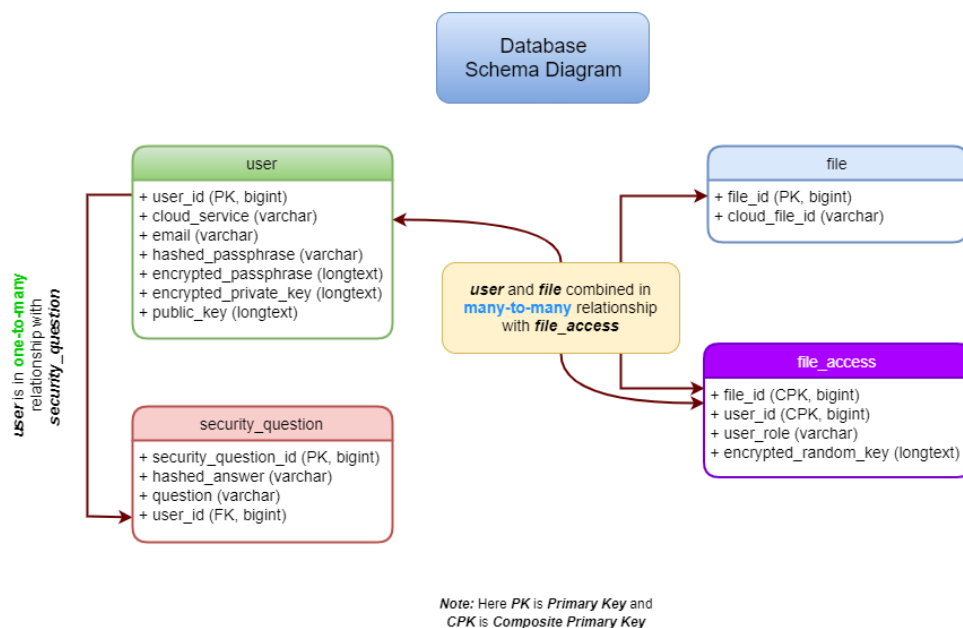 Database
Schema Diagram
user
+ user_id (PK, bigint)
+ cloud_service (varchar)
+ email (varchar)
+ hashed_passphrase (varchar)
+ encrypted_passphrase (longtext)
+ encrypted_private_key (longtext)
+ public_key (longtext)
file
+ file_id (PK, bigint)
+ cloud_file_id (varchar)
user is in one-to-many
relationship with
security_question
user and file combined in
many-to-many relationship
with file_access
file_access
+ file_id (CPK, bigint)
+ user_id (CPK, bigint)
+ user_role (varchar)
+ encrypted_random_key (longtext)
security_question
+ security_question_id (PK, bigint)
+ hashed_answer (varchar)
+ question (varchar)
+ user_id (FK, bigint)
Note: Here PK is Primary Key and
CPK is Composite Primary Key